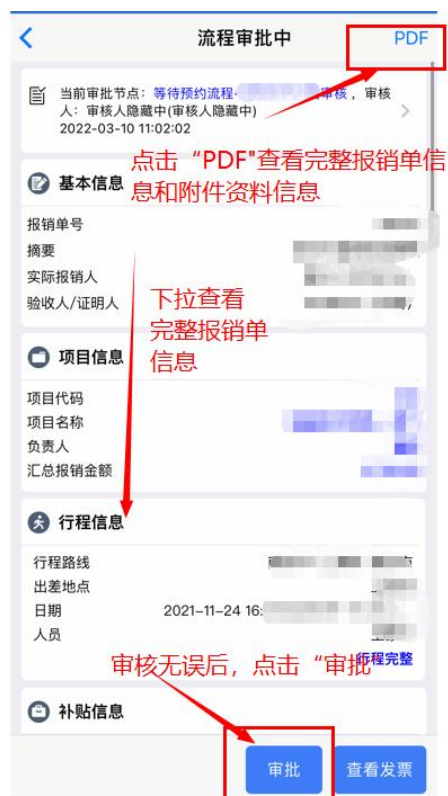 流程审批中
PDF
当前审批节点：等待预约流程·审核，审核
人：审核人隐藏中(审核人隐藏中)
2022-03-10 11:02:02
点击“PDF"查看完整报销单信
息和附件资料信息
基本信息
报销单号
摘要
实际报销人
验收人/证明人
下拉查看
完整报销单
信息
项目信息
项目代码
项目名称
负责人
汇总报销金额
行程信息
行程路线
出差地点
日期 2021-11-24 16:
人员
行程完整
审核无误后，点击“审批
补贴信息
审批
查看发票